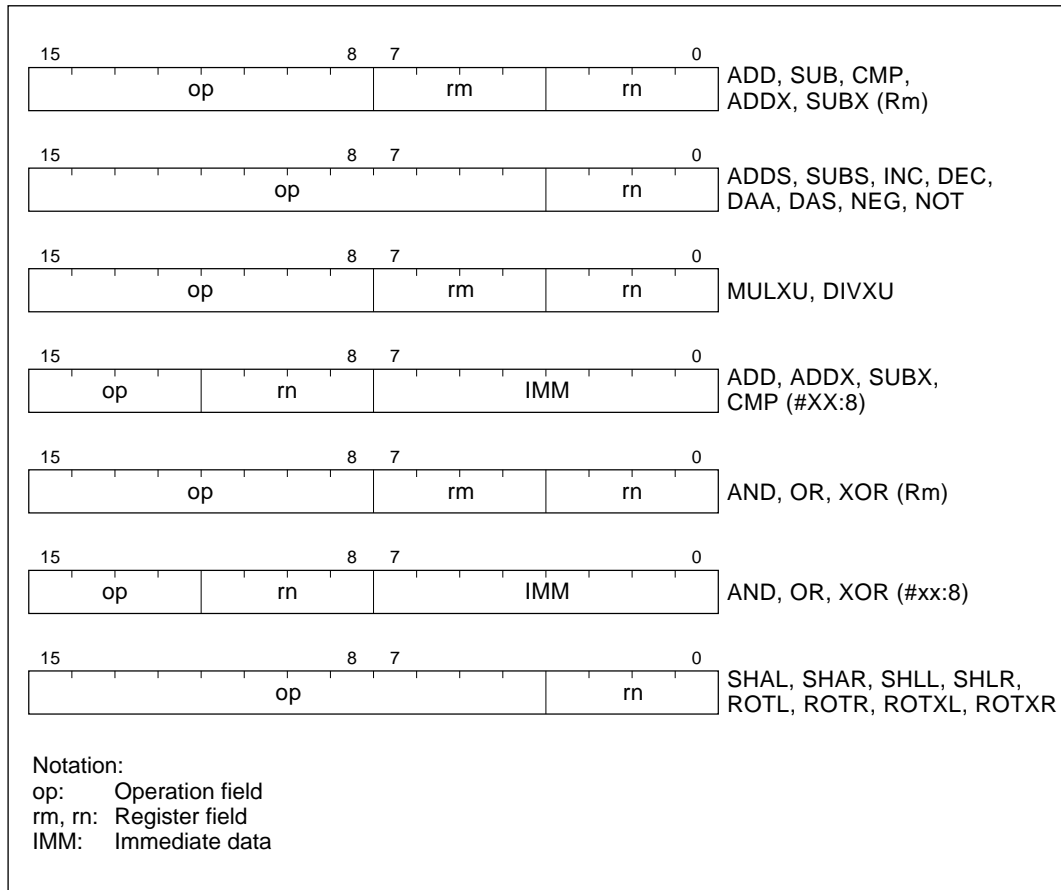 15 8 7 0
op rm rn
ADD, SUB, CMP,
ADDX, SUBX (Rm)
15 8 7 0
op rn
ADDS, SUBS, INC, DEC,
DAA, DAS, NEG, NOT
15 8 7 0
op rm rn
MULXU, DIVXU
15 8 7 0
op rn IMM
ADD, ADDX, SUBX,
CMP (#XX:8)
15 8 7 0
op rm rn
AND, OR, XOR (Rm)
15 8 7 0
op rn IMM
AND, OR, XOR (#xx:8)
15 8 7 0
op rn
SHAL, SHAR, SHLL, SHLR,
ROTL, ROTR, ROTXL, ROTXR
Notation:
op: Operation field
rm, rn: Register field
IMM: Immediate data